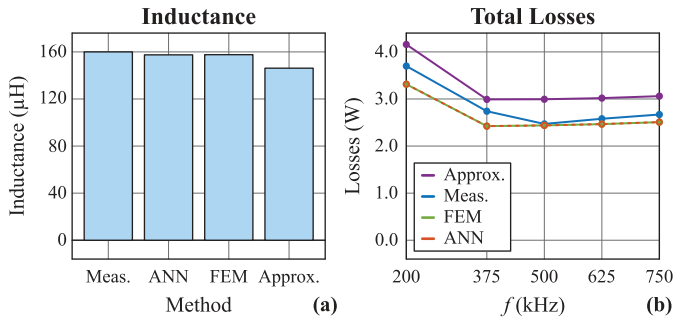 Inductance
Inductance (µH)
160
120
80
40
0
Meas. ANN FEM Approx.
Method
(a)
Total Losses
Losses (W)
4.0
3.0
2.0
1.0
0.0
Approx.
Meas.
FEM
ANN
200 375 500 625 750
f (kHz)
(b)